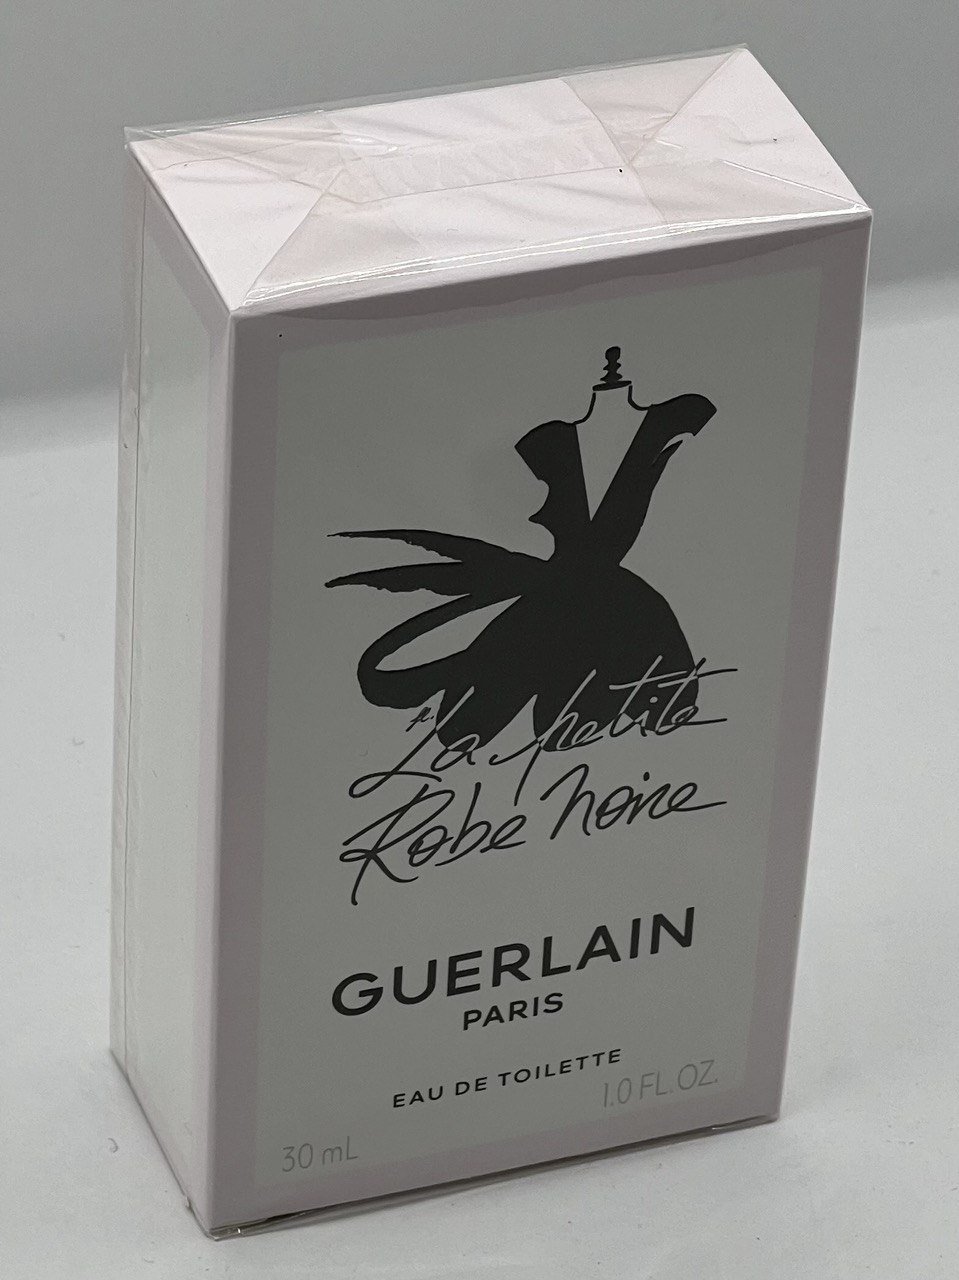 La petite
Robe noire
GUERLAIN
PARIS
EAU DE TOILETTE
1.0 FL.OZ.
30 mL